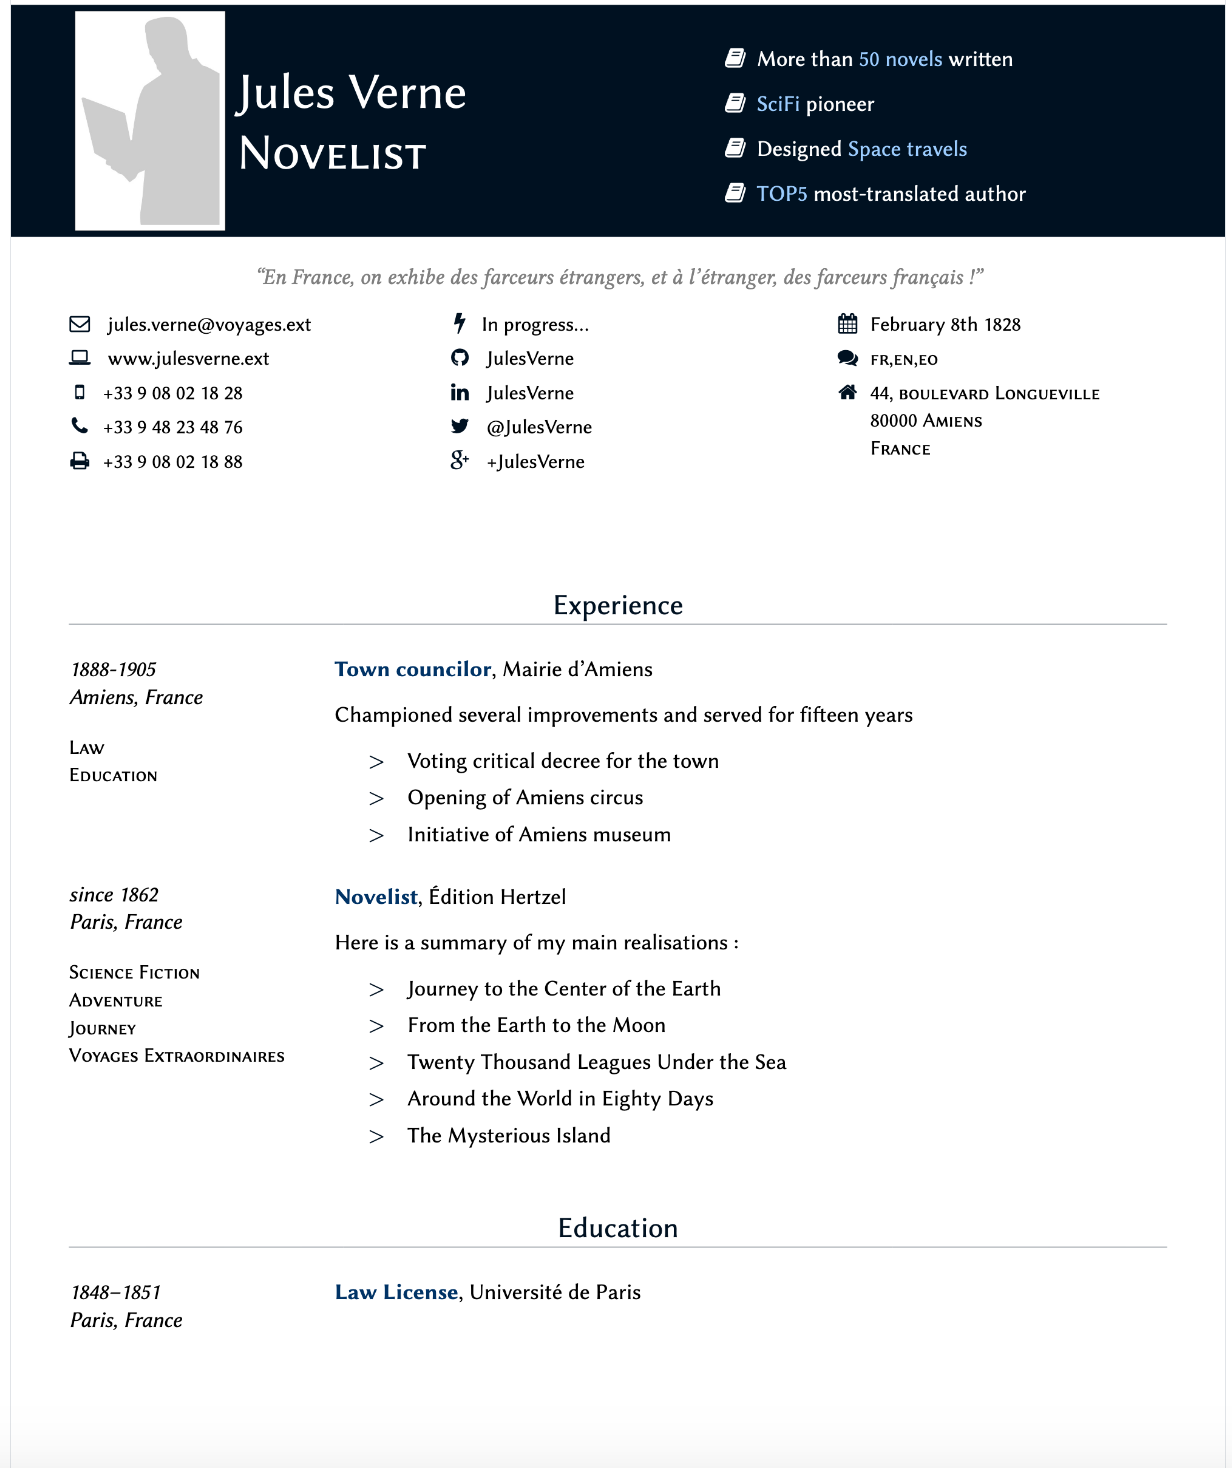 Jules Verne
Novelist
More than 50 novels written
SciFi pioneer
Designed Space travels
TOP5 most-translated author
“En France, on exhibe des farceurs étrangers, et à l’étranger, des farceurs français !”
jules.verne@voyages.ext
www.julesverne.ext
+33 9 08 02 18 28
+33 9 48 23 48 76
+33 9 08 02 18 88
In progress...
JulesVerne
JulesVerne
@JulesVerne
+JulesVerne
February 8th 1828
FR,EN,EO
44, boulevard Longueville
80000 Amiens
France
Experience
1888-1905
Amiens, France
Law
Education
Town councilor, Mairie d’Amiens
Championed several improvements and served for fifteen years
> Voting critical decree for the town
> Opening of Amiens circus
> Initiative of Amiens museum
since 1862
Paris, France
Science Fiction
Adventure
Journey
Voyages Extraordinaires
Novelist, Édition Hertzel
Here is a summary of my main realisations :
> Journey to the Center of the Earth
> From the Earth to the Moon
> Twenty Thousand Leagues Under the Sea
> Around the World in Eighty Days
> The Mysterious Island
Education
1848–1851
Paris, France
Law License, Université de Paris